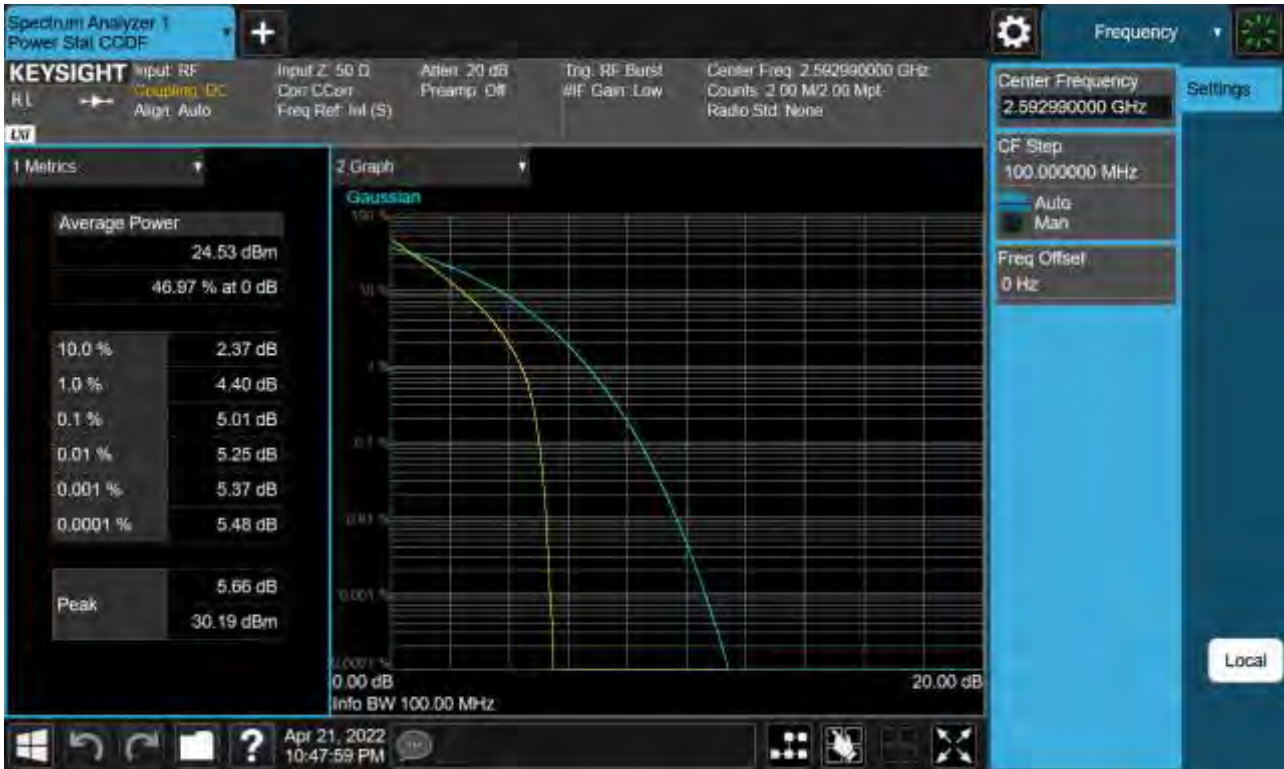 Spectrum Analyzer 1
Power Stat CCDF
Frequency
KEYSIGHT
RL
LXI
Input: RF
Coupling: DC
Align: Auto
Input Z: 50 Ω
Corr CCorr
Freq Ref: Int (S)
Atten: 20 dB
Preamp: Off
Trig: RF Burst
#IF Gain: Low
Center Freq: 2.592990000 GHz
Counts: 2.00 M/2.00 Mpt
Radio Std: None
Center Frequency
2.592990000 GHz
Settings
CF Step
100.000000 MHz
Auto
Man
Freq Offset
0 Hz
Local
1 Metrics
Average Power
24.53 dBm
46.97 % at 0 dB
10.0 % 2.37 dB
1.0 % 4.40 dB
0.1 % 5.01 dB
0.01 % 5.25 dB
0.001 % 5.37 dB
0.0001 % 5.48 dB
Peak
5.66 dB
30.19 dBm
2 Graph
Gaussian
100 %
10 %
1 %
0.1 %
0.01 %
0.001 %
0.0001 %
0.00 dB
20.00 dB
Info BW 100.00 MHz
?
Apr 21, 2022
10:47:59 PM